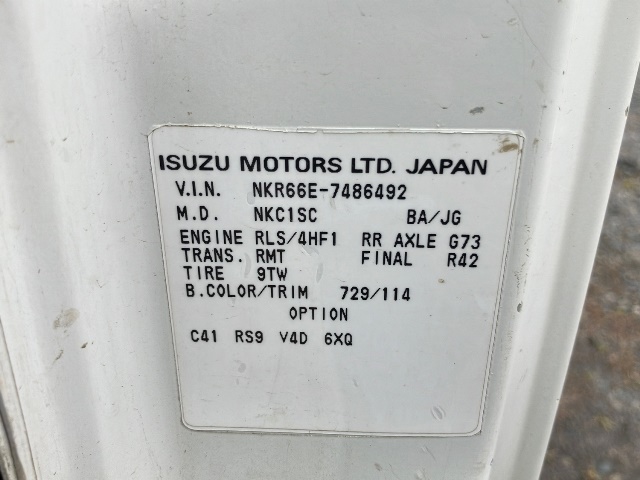 ISUZU MOTORS LTD. JAPAN
V.I.N. NKR66E-7486492
M.D. NKC1SC BA/JG
ENGINE RLS/4HF1 RR AXLE G73
TRANS. RMT FINAL R42
TIRE 9TW
B.COLOR/TRIM 729/114
OPTION
C41 RS9 V4D 6XQ